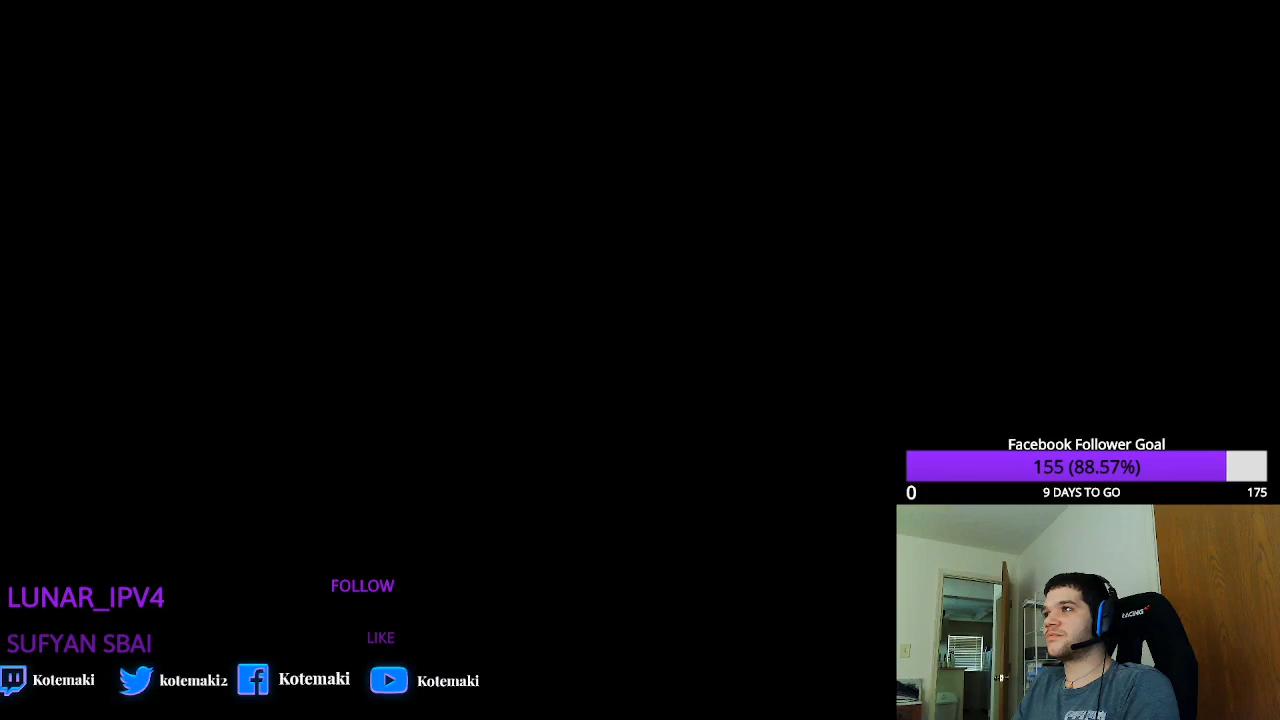 Facebook Follower Goal
155 (88.57%)
0 9 DAYS TO GO 175
LUNAR_IPV4 FOLLOW
SUFYAN SBAI LIKE
Kotemaki kotemaki2 Kotemaki Kotemaki
RACING